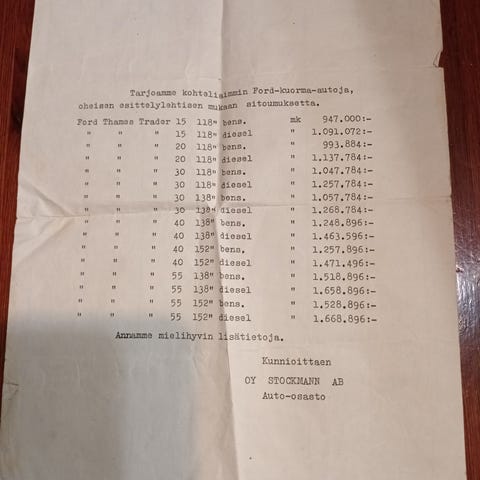 Tarjoamme kohteliaimmin Ford-kuorma-autoja,
oheisen esittelylehtisen mukaan sitoumuksetta.
Ford Thames Trader 15 118" bens. mk 947.000:-
" " " 15 118" diesel " 1.091.072:-
" " " 20 118" bens. " 993.884:-
" " " 20 118" diesel " 1.137.784:-
" " " 30 118" bens. " 1.047.784:-
" " " 30 118" diesel " 1.257.784:-
" " " 30 138" bens. " 1.057.784:-
" " " 30 138" diesel " 1.268.784:-
" " " 40 138" bens. " 1.248.896:-
" " " 40 138" diesel " 1.463.596:-
" " " 40 152" bens. " 1.257.896:-
" " " 40 152" diesel " 1.471.496:-
" " " 55 138" bens. " 1.518.896:-
" " " 55 138" diesel " 1.658.896:-
" " " 55 152" bens. " 1.528.896:-
" " " 55 152" diesel " 1.668.896:-
Annamme mielihyvin lisätietoja.
Kunnioittaen
OY STOCKMANN AB
Auto-osasto